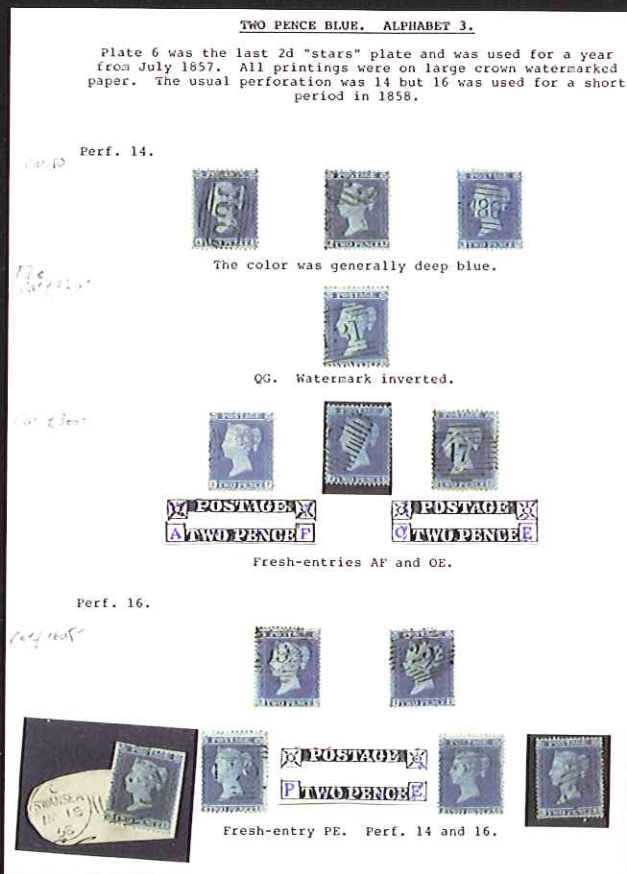 TWO PENCE BLUE. ALPHABET 3.
Plate 6 was the last 2d "stars" plate and was used for a year
from July 1857. All printings were on large crown watermarked
paper. The usual perforation was 14 but 16 was used for a short
period in 1858.
Perf. 14.
The color was generally deep blue.
QG. Watermark inverted.
POSTAGE
A TWO PENCE F
POSTAGE
O TWO PENCE E
Fresh-entries AF and OE.
Perf. 16.
SWANSEA
POSTAGE
P TWO PENCE E
Fresh-entry PE. Perf. 14 and 16.